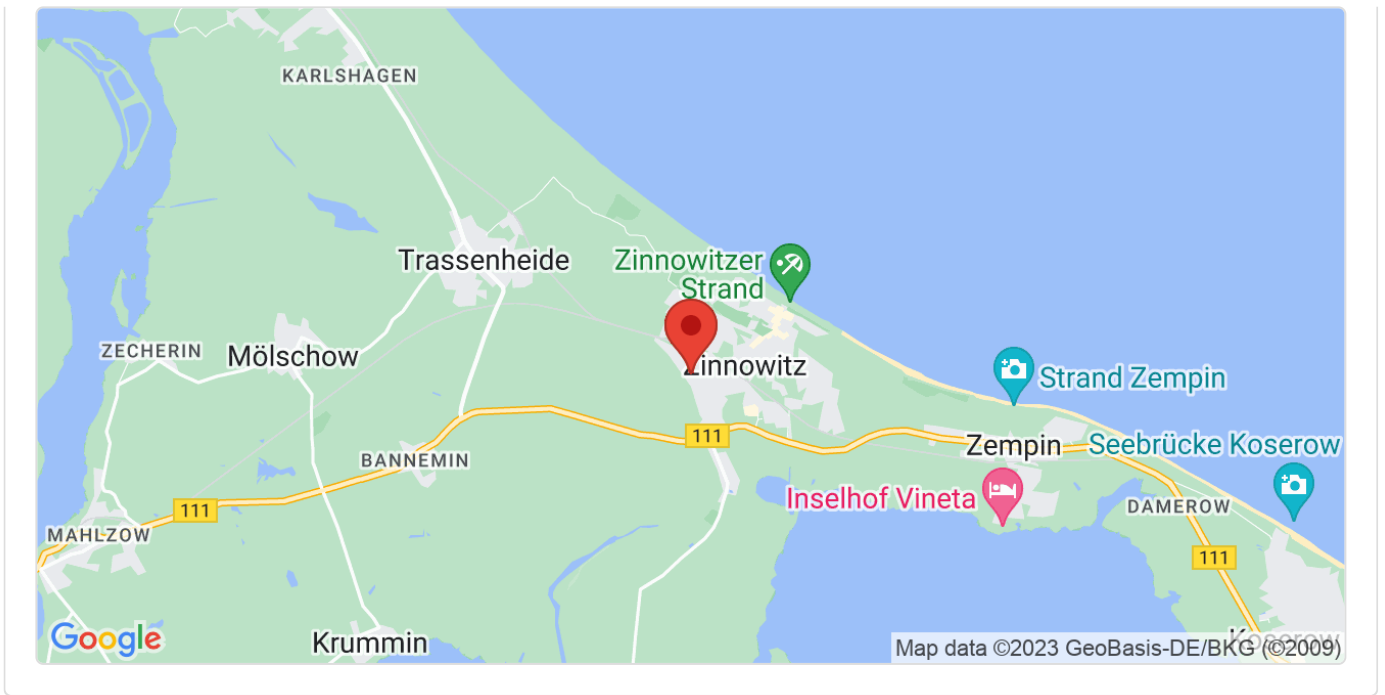 KARLSHAGEN
Trassenheide
Zinnowitzer
Strand
ZECHERIN
Mölschow
Zinnowitz
Strand Zempin
111
Zempin
Seebrücke Koserow
BANNEMIN
Inselhof Vineta
111
DAMEROW
MAHLZOW
111
Google
Krummin
Koserow
Map data ©2023 GeoBasis-DE/BKG (©2009)